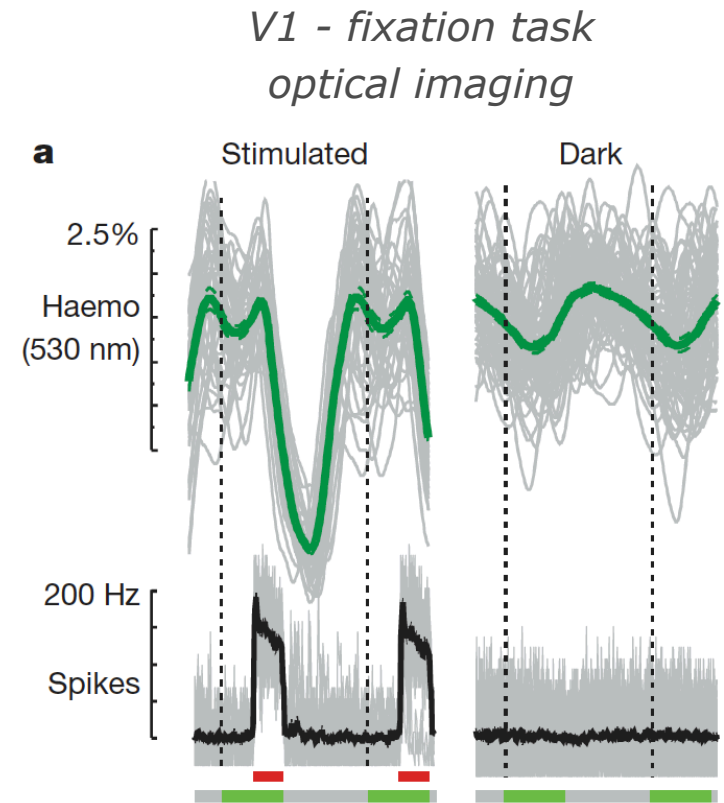 V1 - fixation task
optical imaging
a
Stimulated
Dark
2.5%
Haemo
(530 nm)
200 Hz
Spikes